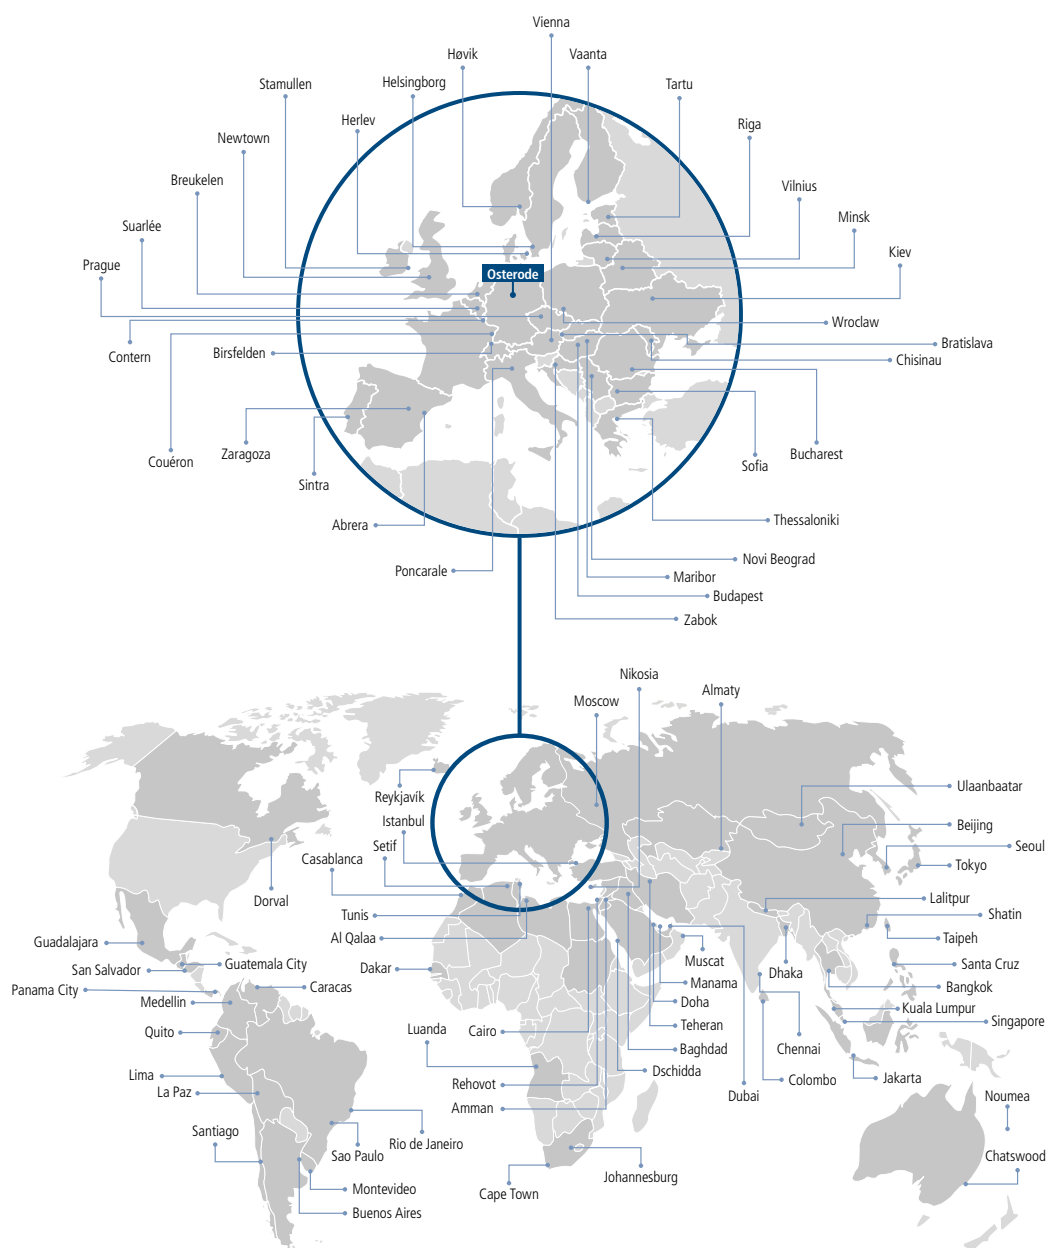 Vienna
Høvik
Vaanta
Stamullen
Helsingborg
Tartu
Herlev
Riga
Newtown
Breukelen
Vilnius
Suarlée
Minsk
Prague
Kiev
Osterode
Wroclaw
Contern
Birsfelden
Bratislava
Chisinau
Couéron
Zaragoza
Sofia
Bucharest
Sintra
Abrera
Thessaloniki
Poncarale
Novi Beograd
Maribor
Budapest
Zabok
Nikosia
Moscow
Almaty
Reykjavík
Ulaanbaatar
Istanbul
Beijing
Setif
Seoul
Casablanca
Tokyo
Dorval
Lalitpur
Tunis
Shatin
Al Qalaa
Taipeh
Guadalajara
Guatemala City
Muscat
Dhaka
Santa Cruz
San Salvador
Dakar
Manama
Bangkok
Panama City
Caracas
Doha
Medellin
Kuala Lumpur
Singapore
Quito
Luanda
Cairo
Teheran
Baghdad
Chennai
Lima
Dschidda
Colombo
Jakarta
La Paz
Rehovot
Dubai
Noumea
Amman
Santiago
Rio de Janeiro
Sao Paulo
Chatswood
Johannesburg
Montevideo
Cape Town
Buenos Aires